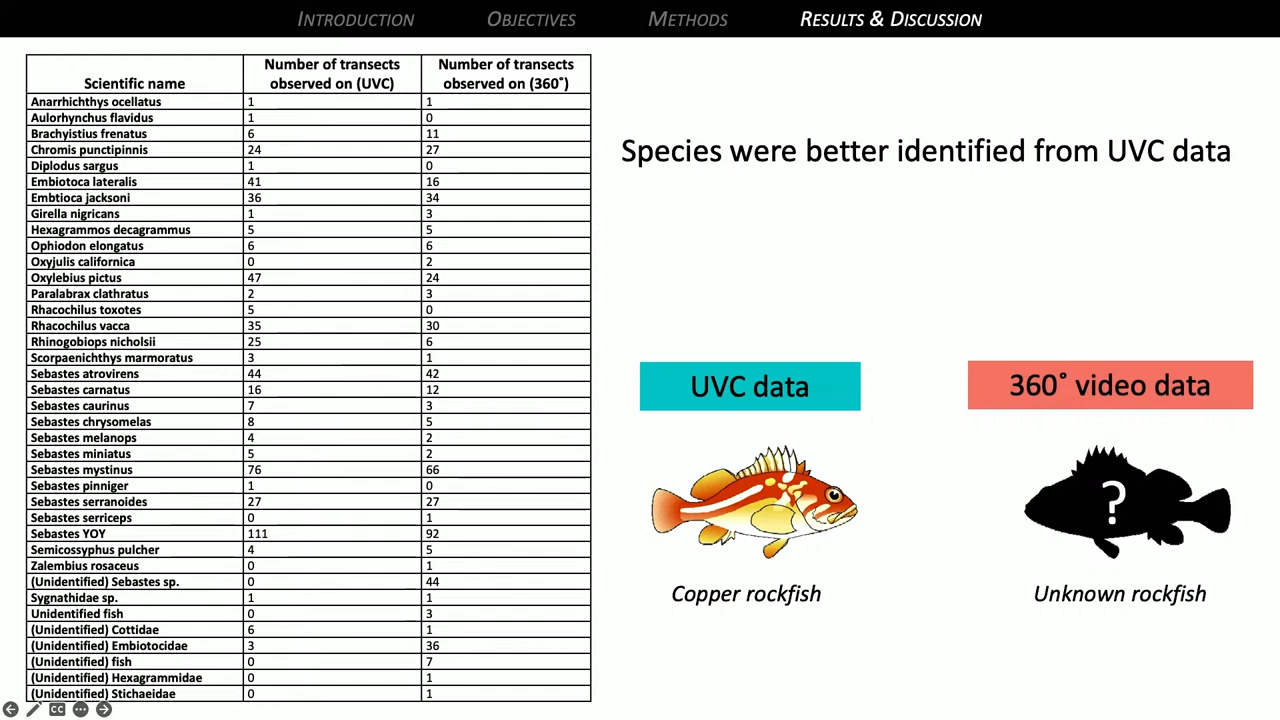 INTRODUCTION OBJECTIVES METHODS RESULTS & DISCUSSION
Scientific name Number of transects observed on (UVC) Number of transects observed on (360˚)
Anarrhichthys ocellatus 1 1
Aulorhynchus flavidus 1 0
Brachyistius frenatus 6 11
Chromis punctipinnis 24 27
Diplodus sargus 1 0
Embiotoca lateralis 41 16
Embtioca jacksoni 36 34
Girella nigricans 1 3
Hexagrammos decagrammus 5 5
Ophiodon elongatus 6 6
Oxyjulis californica 0 2
Oxylebius pictus 47 24
Paralabrax clathratus 2 3
Rhacochilus toxotes 5 0
Rhacochilus vacca 35 30
Rhinogobiops nicholsii 25 6
Scorpaenichthys marmoratus 3 1
Sebastes atrovirens 44 42
Sebastes carnatus 16 12
Sebastes caurinus 7 3
Sebastes chrysomelas 8 5
Sebastes melanops 4 2
Sebastes miniatus 5 2
Sebastes mystinus 76 66
Sebastes pinniger 1 0
Sebastes serranoides 27 27
Sebastes serriceps 0 1
Sebastes YOY 111 92
Semicossyphus pulcher 4 5
Zalembius rosaceus 0 1
(Unidentified) Sebastes sp. 0 44
Sygnathidae sp. 1 1
Unidentified fish 0 3
(Unidentified) Cottidae 6 1
(Unidentified) Embiotocidae 3 36
(Unidentified) fish 0 7
(Unidentified) Hexagrammidae 0 1
(Unidentified) Stichaeidae 0 1
Species were better identified from UVC data
UVC data
360˚ video data
?
Copper rockfish
Unknown rockfish
CC